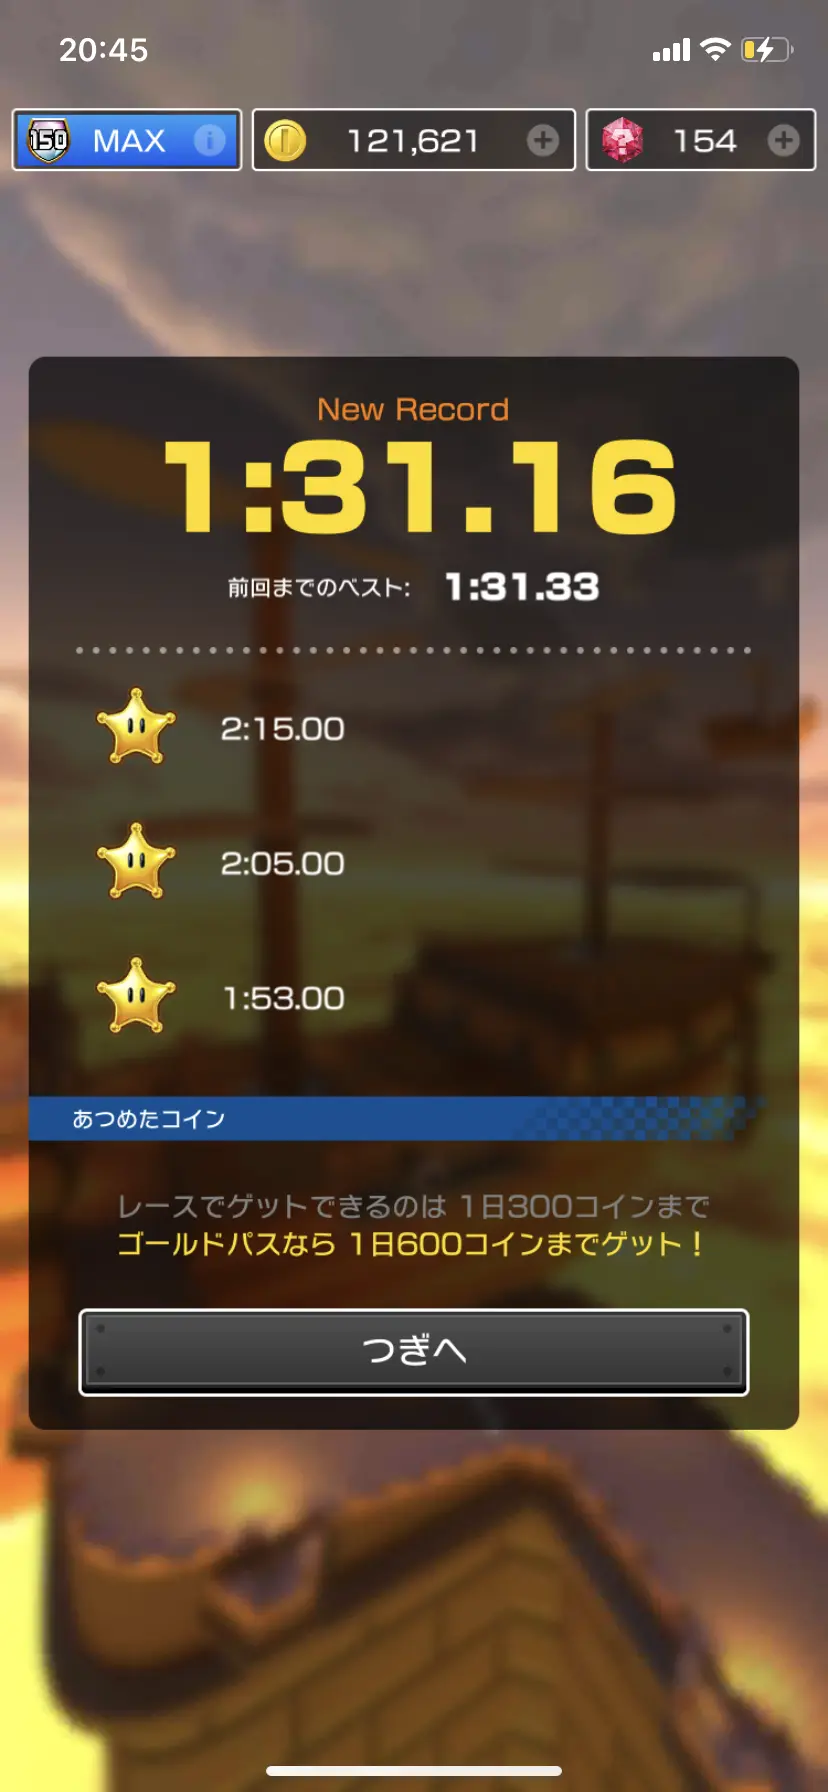 20:45
150 MAX i 121,621 + ? 154 +
New Record
1:31.16
前回までのベスト: 1:31.33
2:15.00
2:05.00
1:53.00
あつめたコイン
レースでゲットできるのは 1日300コインまで
ゴールドパスなら 1日600コインまでゲット！
つぎへ